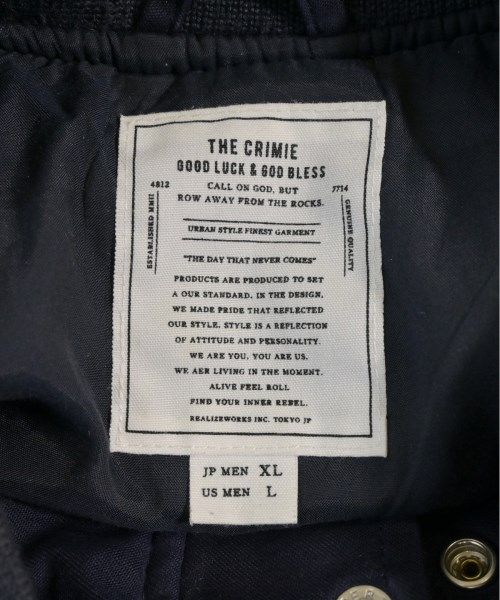 THE CRIMIE
GOOD LUCK & GOD BLESS
4812
CALL ON GOD, BUT
7714
ROW AWAY FROM THE ROCKS.
ESTABLISHED MMII
GENUINE QUALITY
URBAN STYLE FINEST GARMENT
"THE DAY THAT NEVER COMES"
PRODUCTS ARE PRODUCED TO SET
A OUR STANDARD. IN THE DESIGN,
WE MADE PRIDE THAT REFLECTED
OUR STYLE. STYLE IS A REFLECTION
OF ATTITUDE AND PERSONALITY.
WE ARE YOU, YOU ARE US.
WE AER LIVING IN THE MOMENT.
ALIVE FEEL ROLL
FIND YOUR INNER REBEL.
REALIZEWORKS INC. TOKYO JP
JP MEN XL
US MEN L